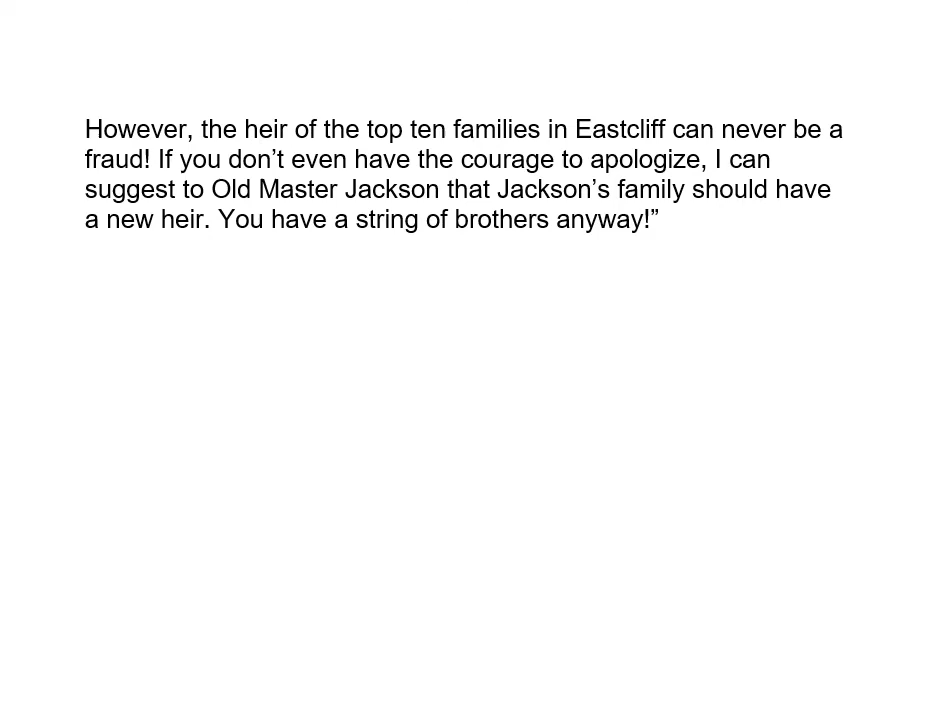 However, the heir of the top ten families in Eastcliff can never be a
fraud! If you don’t even have the courage to apologize, I can
suggest to Old Master Jackson that Jackson’s family should have
a new heir. You have a string of brothers anyway!”